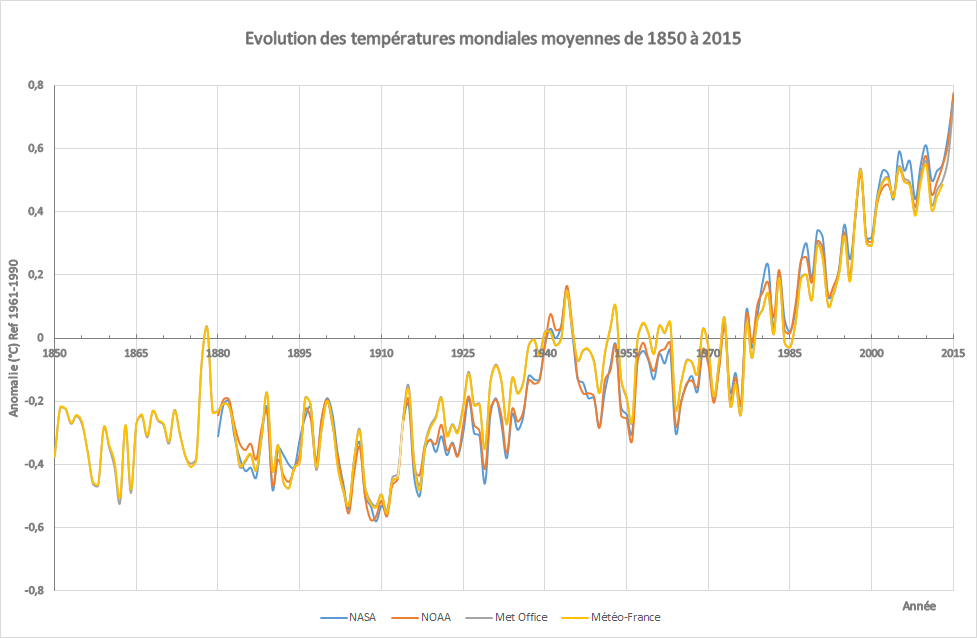 Evolution des températures mondiales moyennes de 1850 à 2015
Anomalie (°C) Ref 1961-1990
0,8
0,6
0,4
0,2
0
-0,2
-0,4
-0,6
-0,8
1850 1865 1880 1895 1910 1925 1940 1955 1970 1985 2000 2015
Année
NASA NOAA Met Office Météo-France